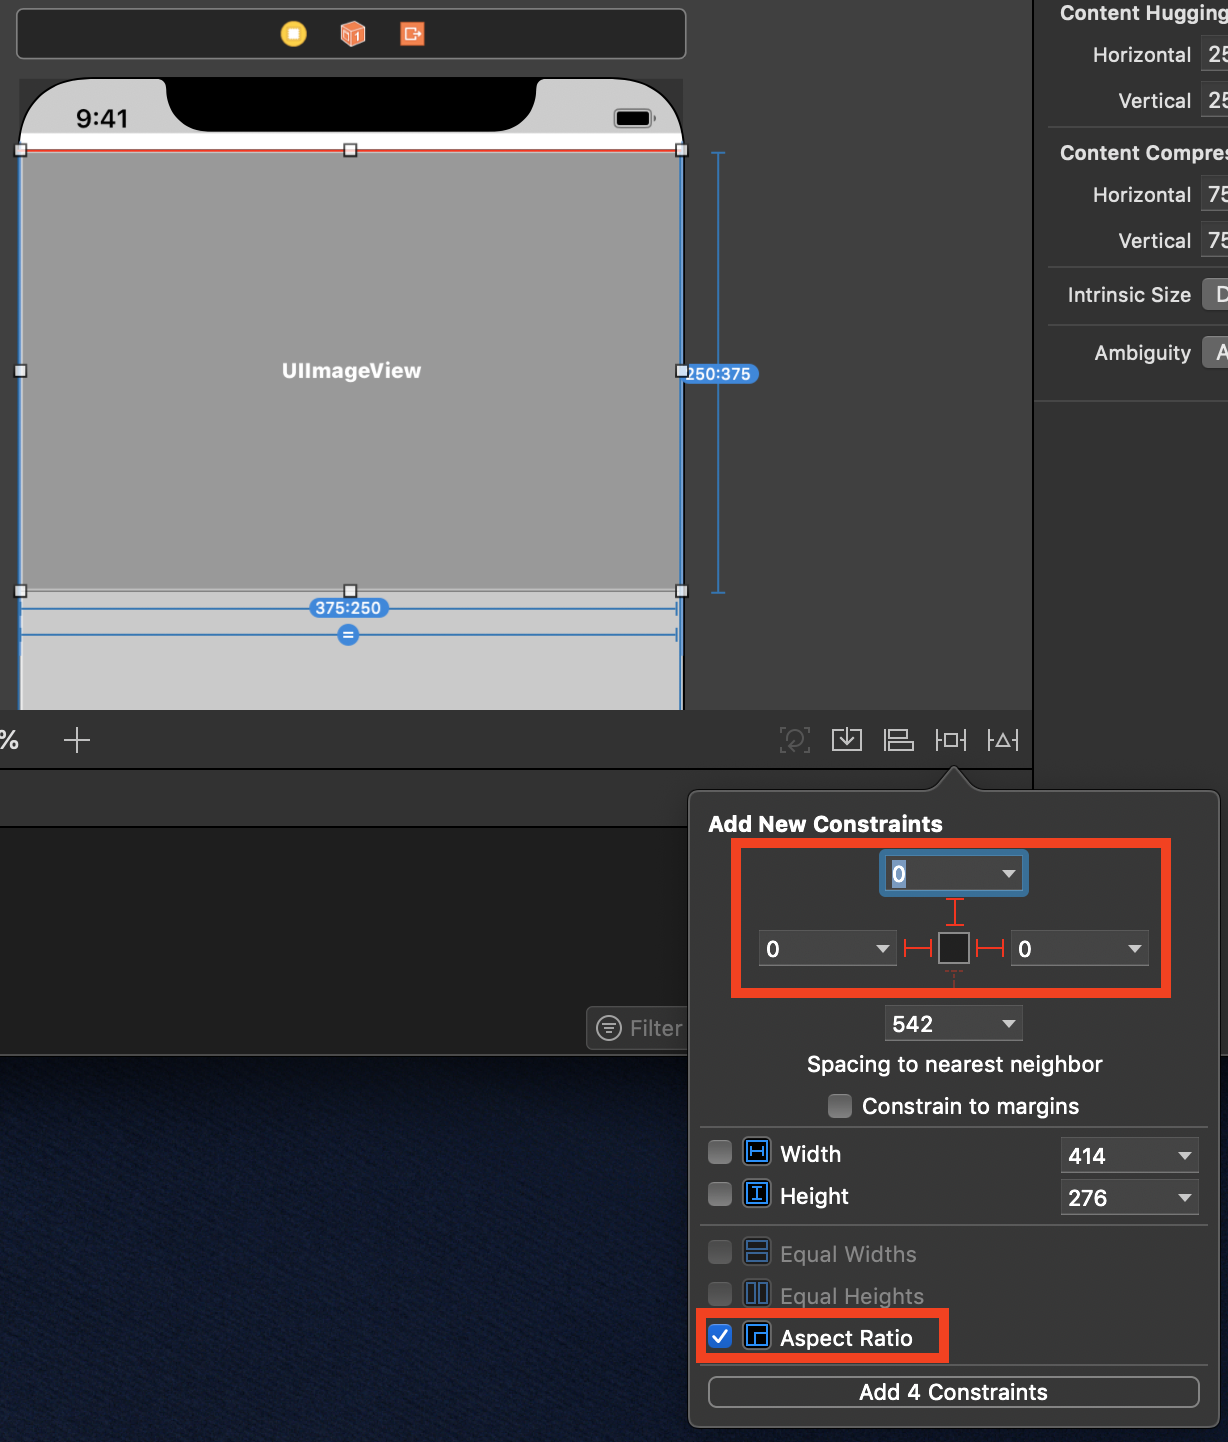 9:41
UIImageView
250:375
375:250
=
%
Content Hugging
Horizontal 25
Vertical 25
Content Compres
Horizontal 75
Vertical 75
Intrinsic Size D
Ambiguity A
Filter
Add New Constraints
0
0 0
542
Spacing to nearest neighbor
Constrain to margins
Width 414
Height 276
Equal Widths
Equal Heights
Aspect Ratio
Add 4 Constraints